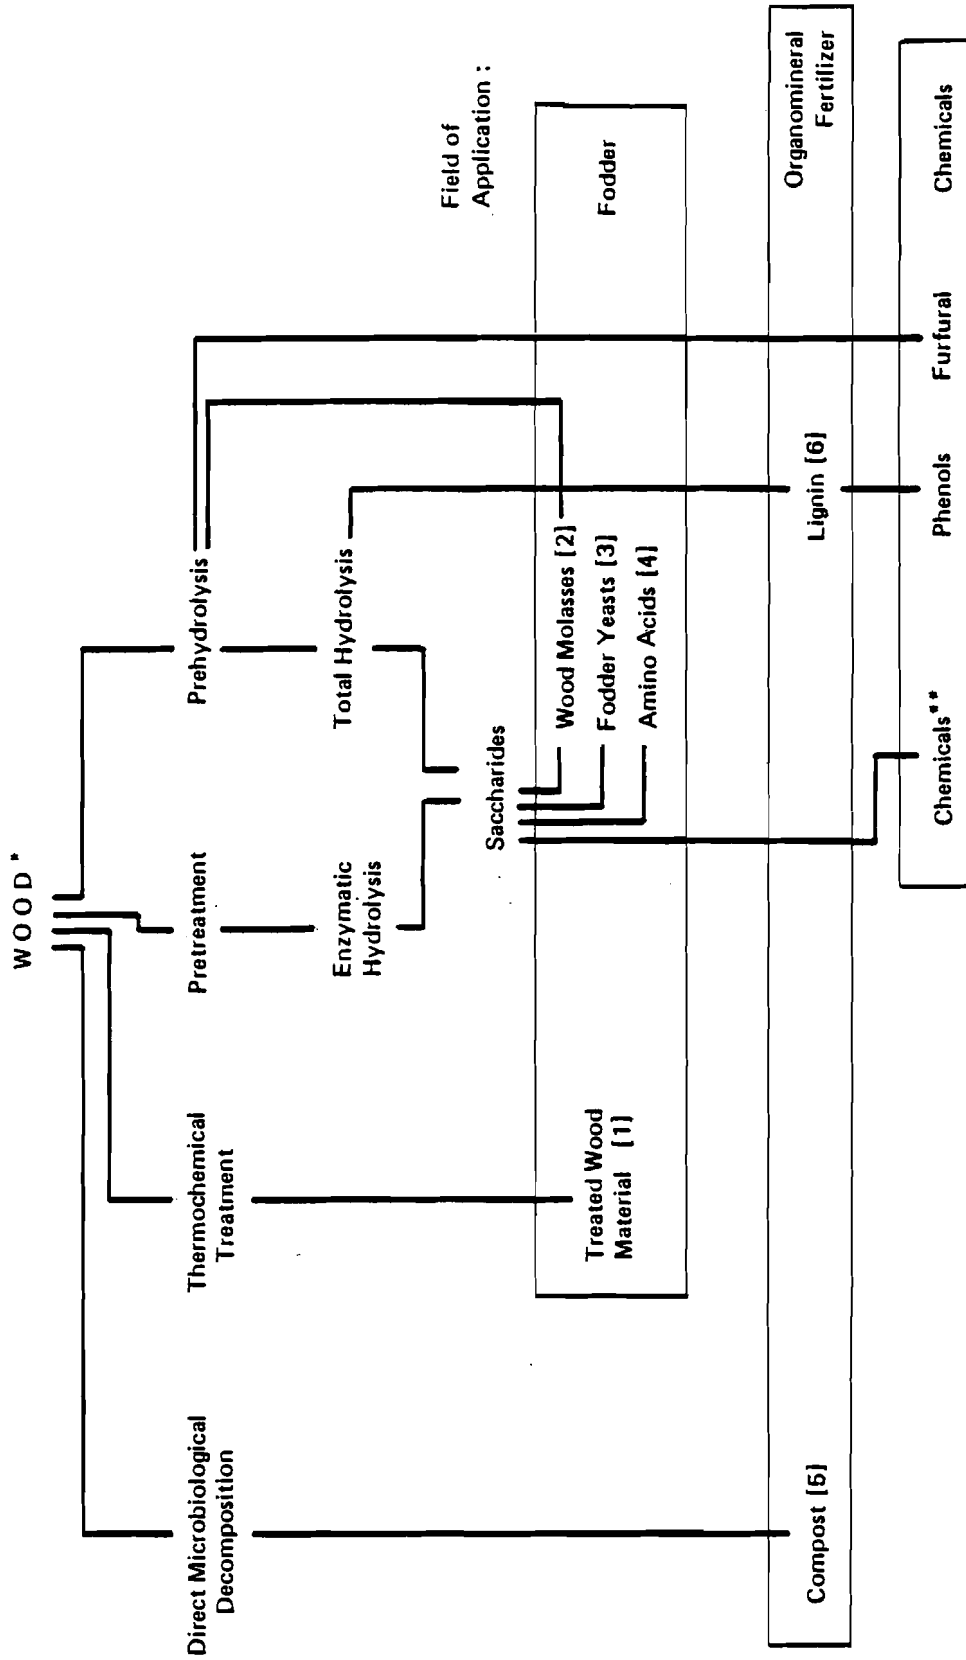 W O O D *
Direct Microbiological
Decomposition
Thermochemical
Treatment
Pretreatment
Prehydrolysis
Enzymatic
Hydrolysis
Total Hydrolysis
Field of
Application :
Saccharides
Treated Wood
Material [1]
Wood Molasses [2]
Fodder Yeasts [3]
Amino Acids [4]
Fodder
Compost [5]
Lignin [6]
Organomineral
Fertilizer
Chemicals**
Phenols
Furfural
Chemicals